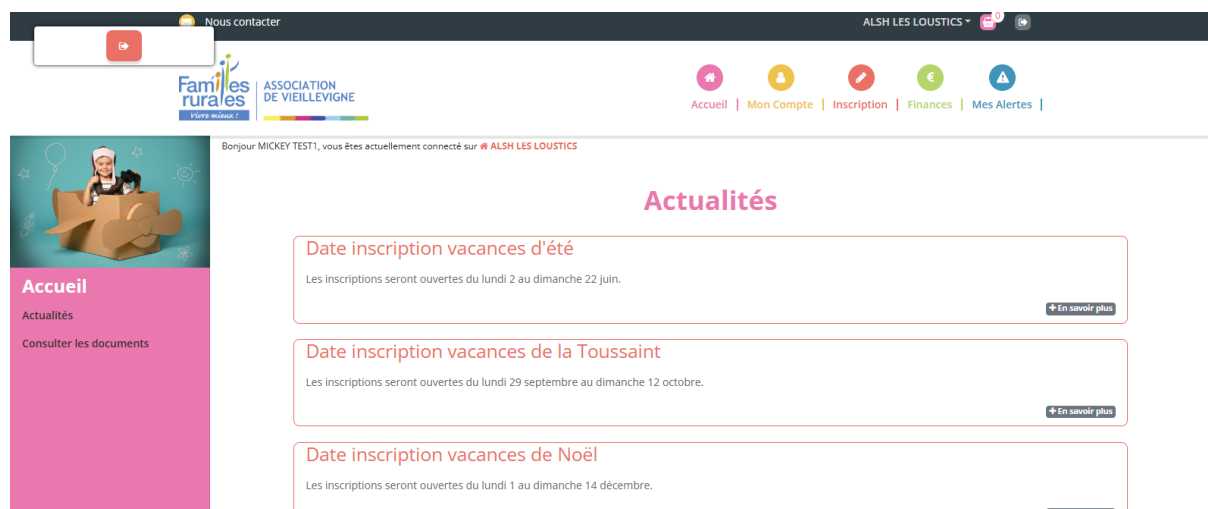 Nous contacter
ALSH LES LOUSTICS
0
Familles rurales
Vivre mieux !
ASSOCIATION
DE VIEILLEVIGNE
Accueil | Mon Compte | Inscription | Finances | Mes Alertes |
Bonjour MICKEY TEST1, vous êtes actuellement connecté sur ALSH LES LOUSTICS
Actualités
Date inscription vacances d'été
Les inscriptions seront ouvertes du lundi 2 au dimanche 22 juin.
+ En savoir plus
Accueil
Actualités
Consulter les documents
Date inscription vacances de la Toussaint
Les inscriptions seront ouvertes du lundi 29 septembre au dimanche 12 octobre.
+ En savoir plus
Date inscription vacances de Noël
Les inscriptions seront ouvertes du lundi 1 au dimanche 14 décembre.